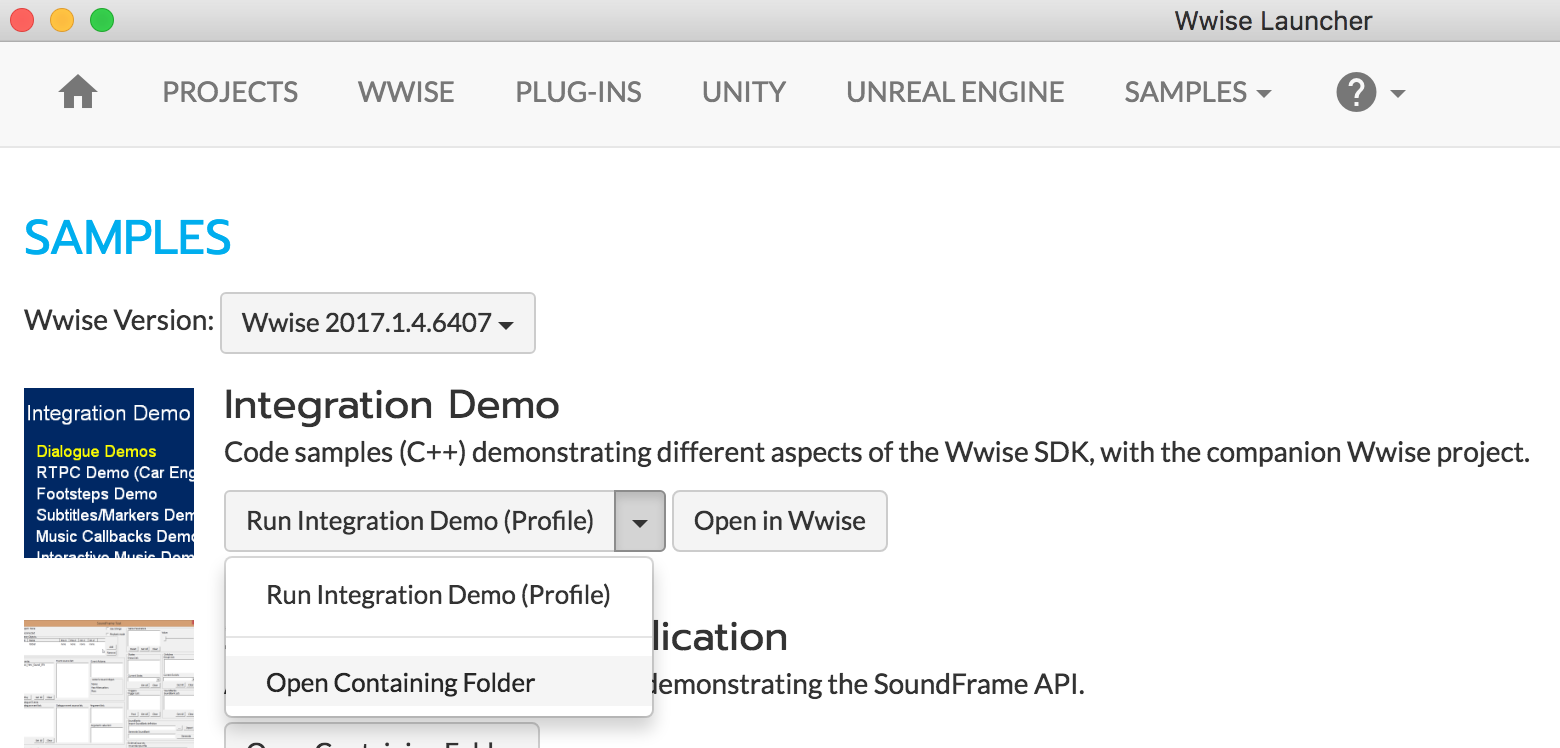 Wwise Launcher
PROJECTS WWISE PLUG-INS UNITY UNREAL ENGINE SAMPLES ?
SAMPLES
Wwise Version: Wwise 2017.1.4.6407
Integration Demo
Dialogue Demos
RTPC Demo (Car Eng
Footsteps Demo
Subtitles/Markers Dem
Music Callbacks Demo
Interactive Music Dem
Integration Demo
Code samples (C++) demonstrating different aspects of the Wwise SDK, with the companion Wwise project.
Run Integration Demo (Profile) Open in Wwise
Run Integration Demo (Profile)
Open Containing Folder
lication
demonstrating the SoundFrame API.